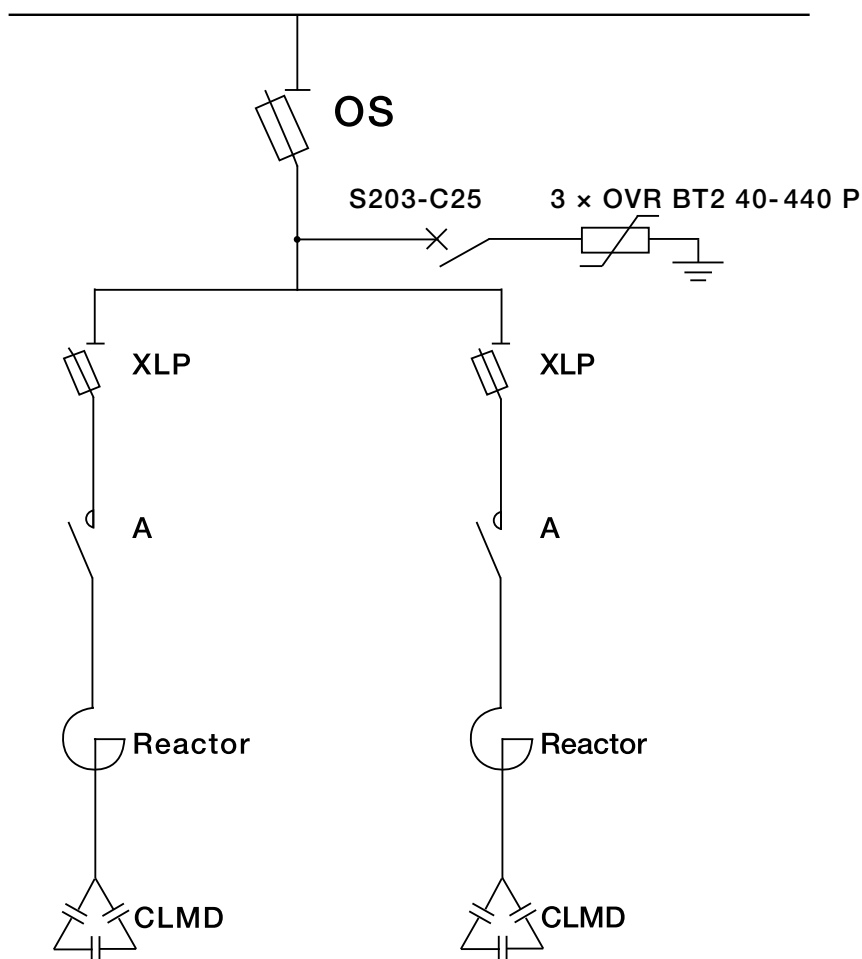 OS
S203-C25
3 × OVR BT2 40-440 P
XLP
XLP
A
A
Reactor
Reactor
CLMD
CLMD